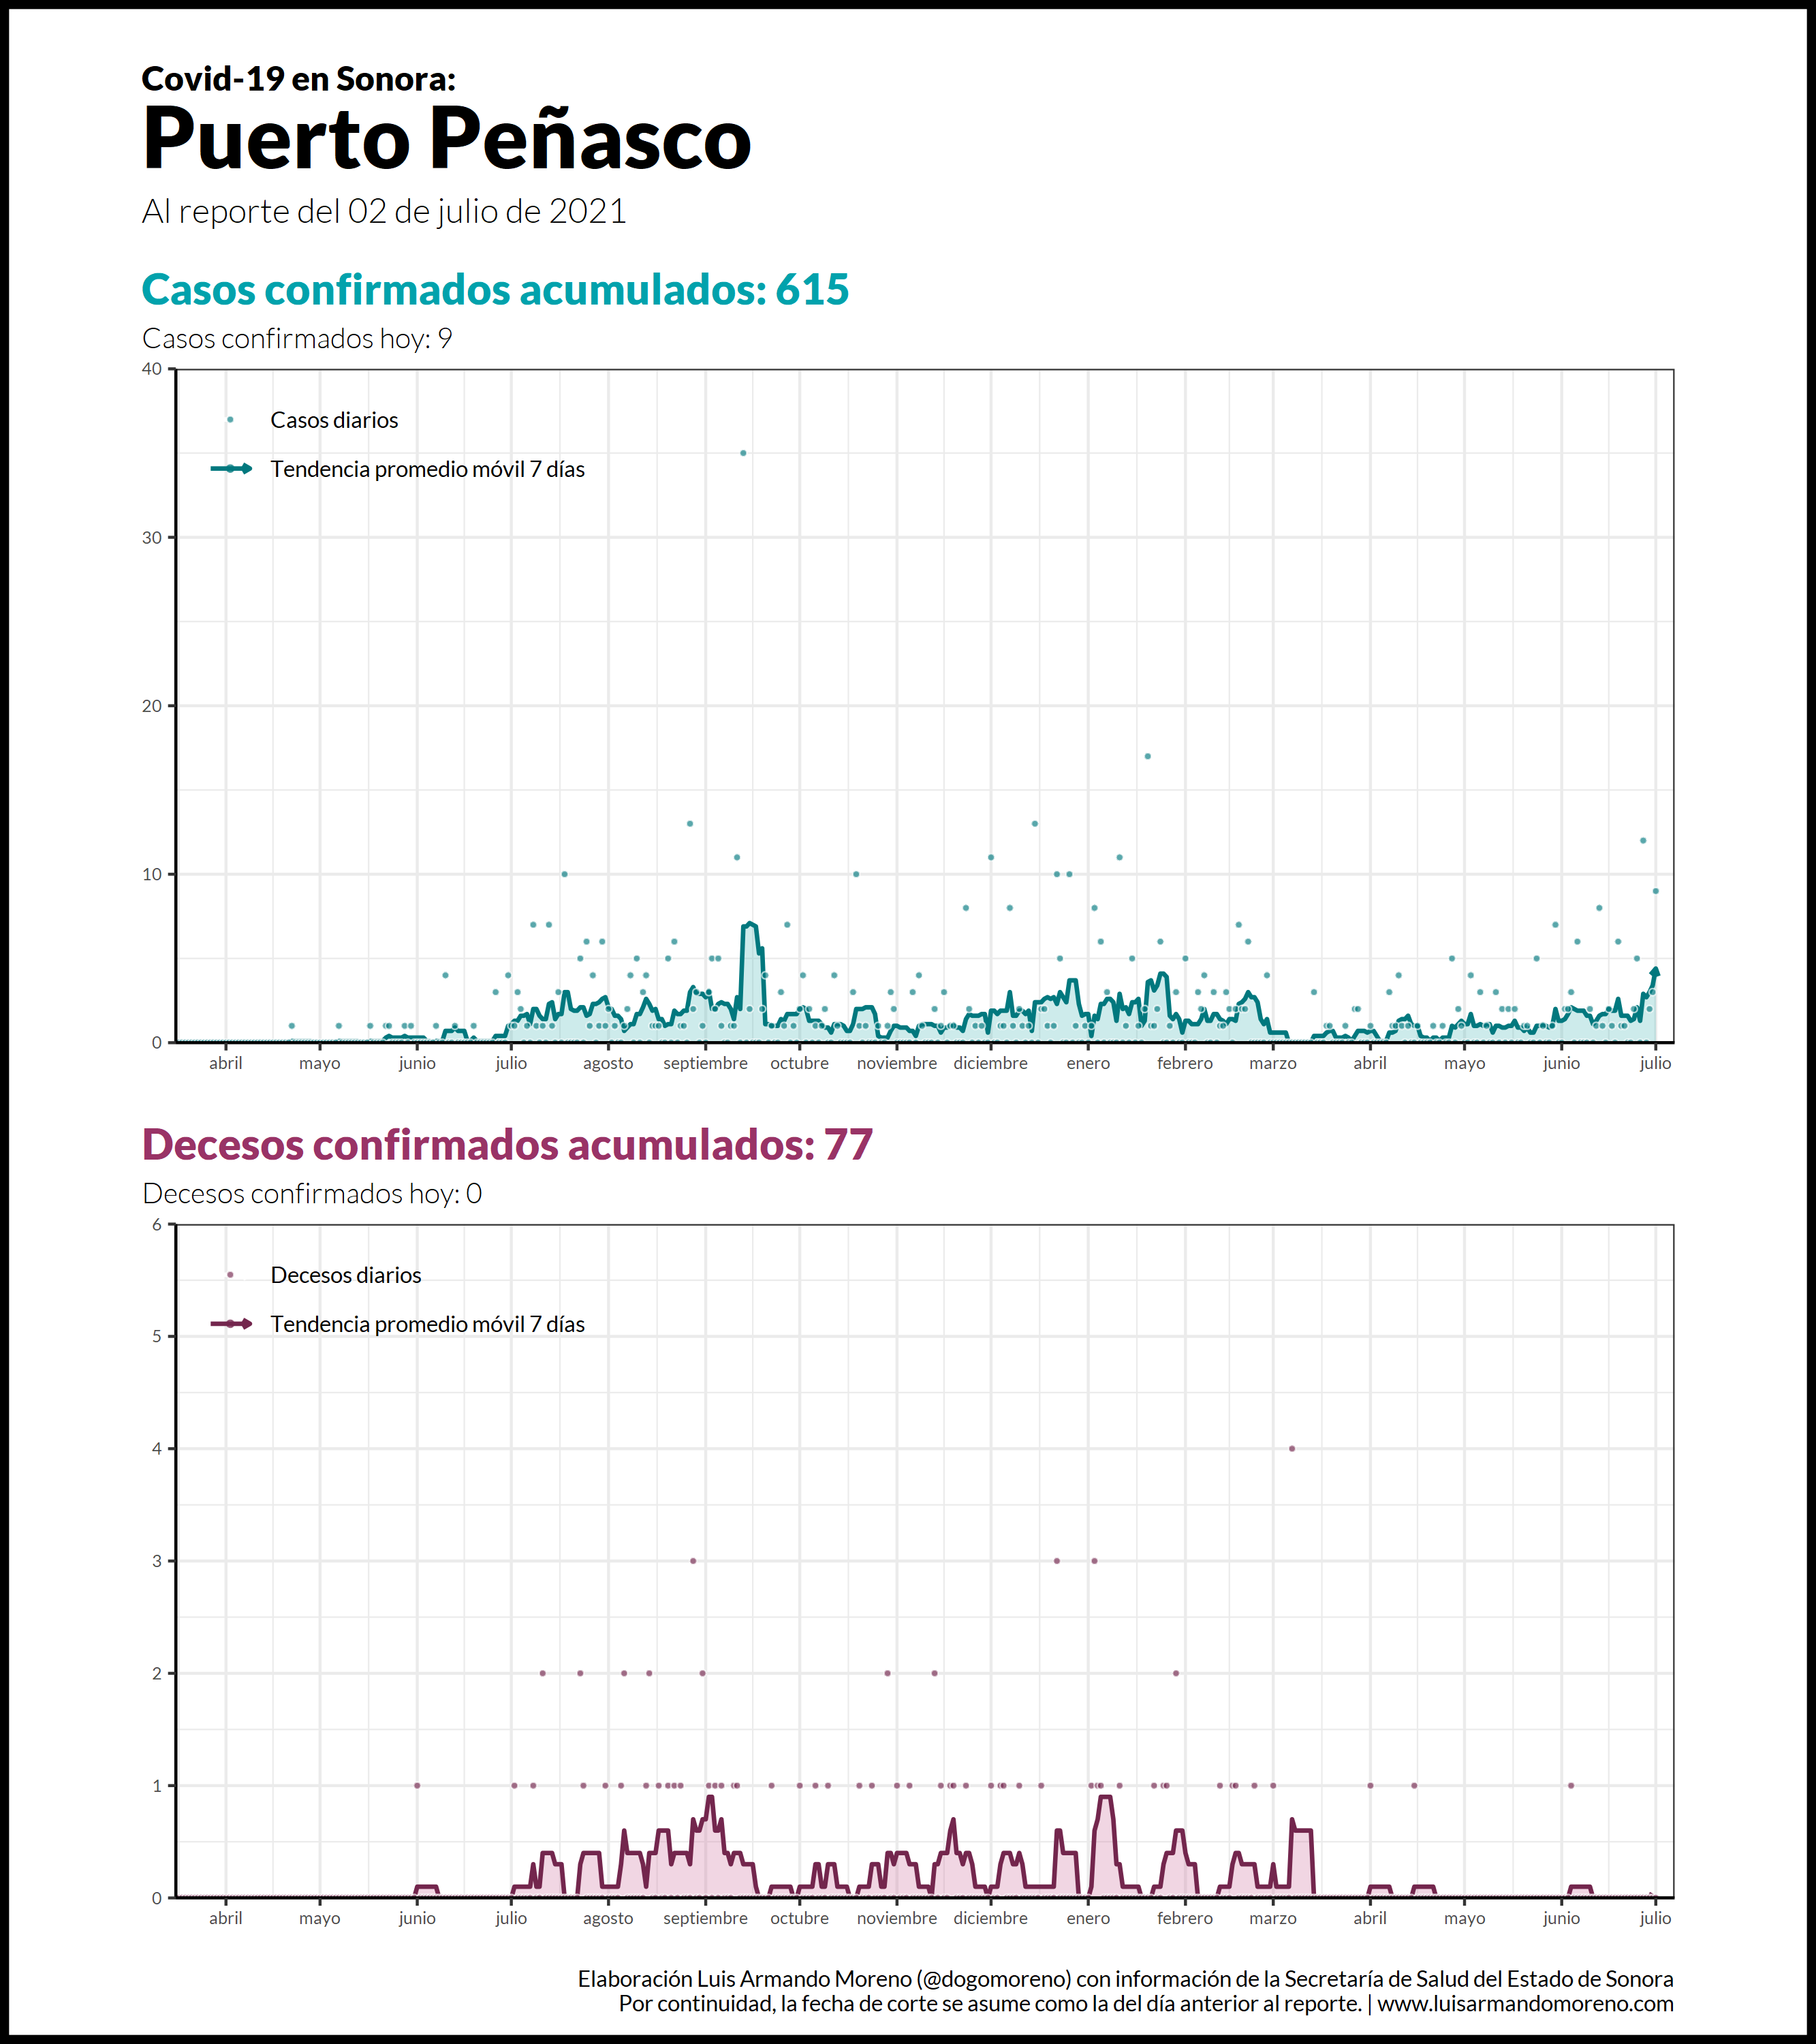 Covid-19 en Sonora:
Puerto Peñasco
Al reporte del 02 de julio de 2021
Casos confirmados acumulados: 615
Casos confirmados hoy: 9
40
30
20
10
0
Casos diarios
Tendencia promedio móvil 7 días
abril mayo junio julio agosto septiembre octubre noviembre diciembre enero febrero marzo abril mayo junio julio
Decesos confirmados acumulados: 77
Decesos confirmados hoy: 0
6
5
4
3
2
1
0
Decesos diarios
Tendencia promedio móvil 7 días
abril mayo junio julio agosto septiembre octubre noviembre diciembre enero febrero marzo abril mayo junio julio
Elaboración Luis Armando Moreno (@dogomoreno) con información de la Secretaría de Salud del Estado de Sonora
Por continuidad, la fecha de corte se asume como la del día anterior al reporte. | www.luisarmandomoreno.com